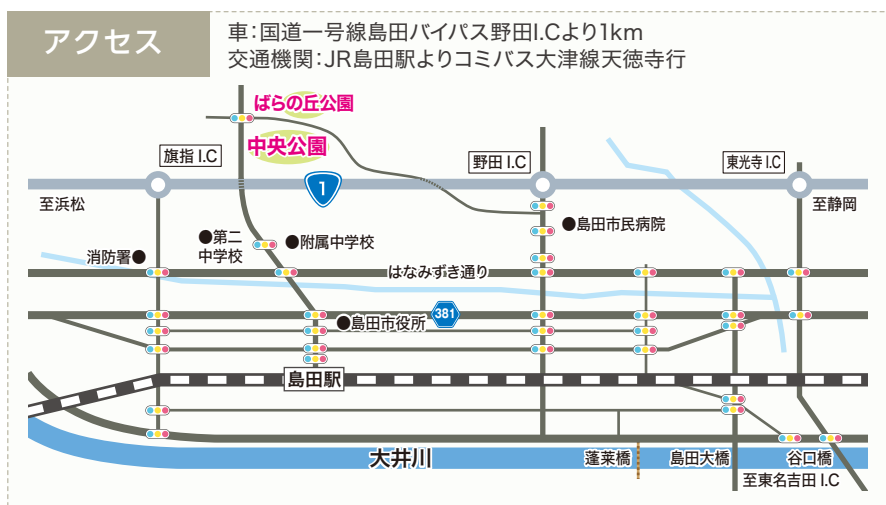 アクセス
車:国道一号線島田バイパス野田I.Cより1km
交通機関:JR島田駅よりコミバス大津線天徳寺行
ばらの丘公園
中央公園
旗指 I.C
野田 I.C
東光寺 I.C
1
至浜松
至静岡
島田市民病院
第二
中学校
附属中学校
消防署
はなみずき通り
381
島田市役所
島田駅
大井川
蓬莱橋
島田大橋
谷口橋
至東名吉田 I.C